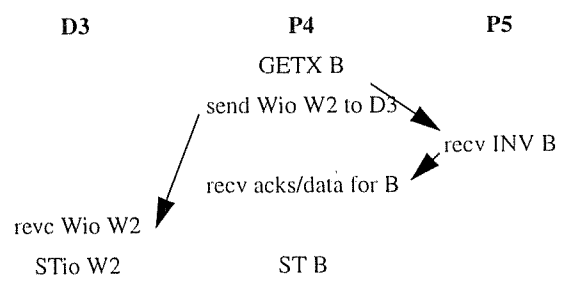 D3 P4 P5
GETX B
send Wio W2 to D3
recv INV B
recv acks/data for B
revc Wio W2
STio W2 ST B